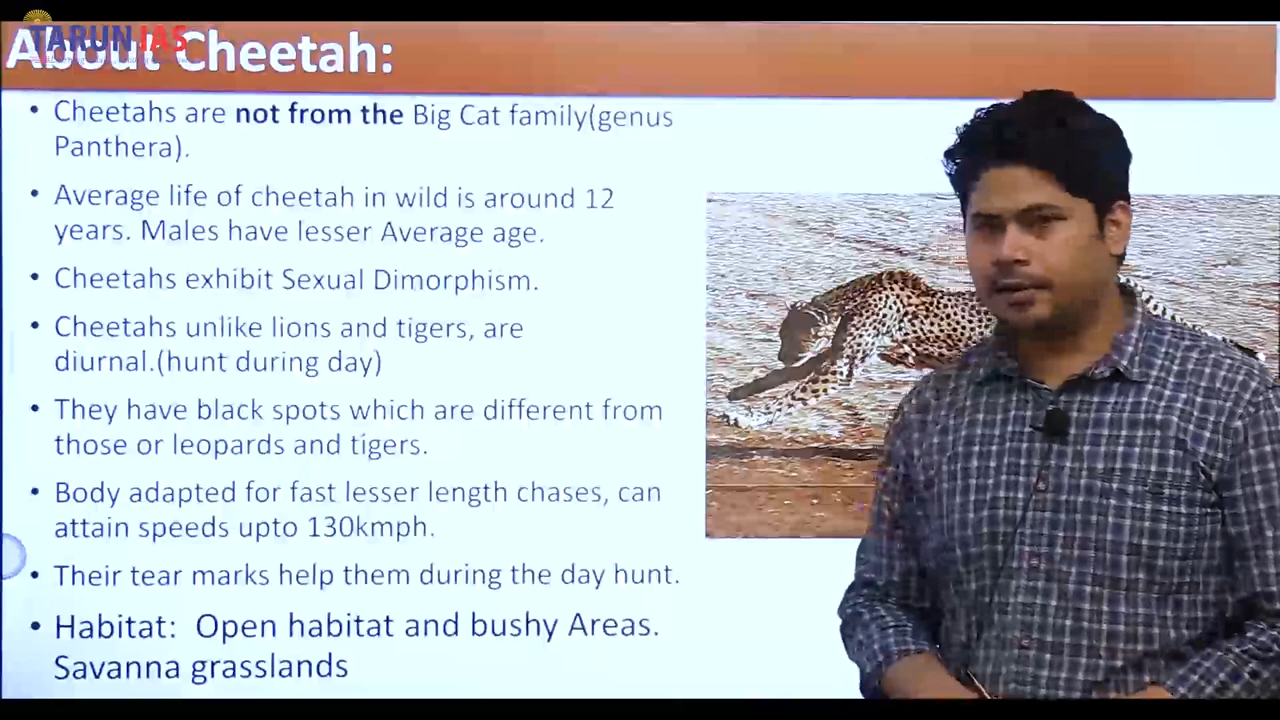 TARUN IAS
About Cheetah:
• Cheetahs are not from the Big Cat family(genus
Panthera).
• Average life of cheetah in wild is around 12
years. Males have lesser Average age.
• Cheetahs exhibit Sexual Dimorphism.
• Cheetahs unlike lions and tigers, are
diurnal.(hunt during day)
• They have black spots which are different from
those or leopards and tigers.
• Body adapted for fast lesser length chases, can
attain speeds upto 130kmph.
• Their tear marks help them during the day hunt.
• Habitat: Open habitat and bushy Areas.
Savanna grasslands